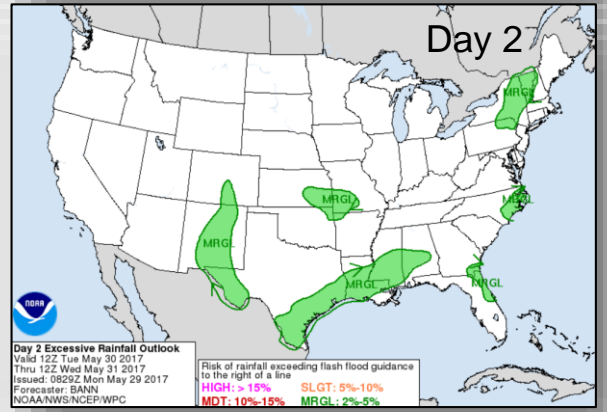 Day 2
MRGL
MRGL
MRGL
MRGL
MRGL
MRGL
NOAA
Day 2 Excessive Rainfall Outlook
Valid 12Z Tue May 30 2017
Thru 12Z Wed May 31 2017
Issued: 0829Z Mon May 29 2017
Forecaster: BANN
NOAA/NWS/NCEP/WPC
Risk of rainfall exceeding flash flood guidance
to the right of a line
HIGH: > 15% SLGT: 5%-10%
MDT: 10%-15% MRGL: 2%-5%